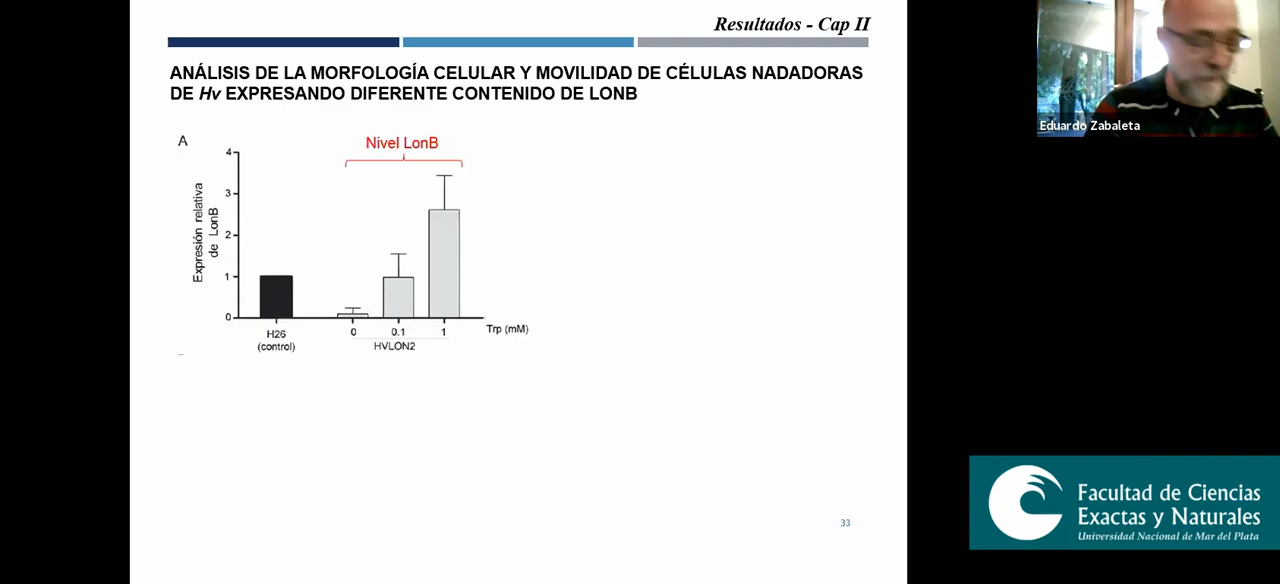 Resultados - Cap II
ANÁLISIS DE LA MORFOLOGÍA CELULAR Y MOVILIDAD DE CÉLULAS NADADORAS
DE Hv EXPRESANDO DIFERENTE CONTENIDO DE LONB
A
Nivel LonB
Expresión relativa
de LonB
4
3
2
1
0
H26
(control)
0
0.1
1
Trp (mM)
HVLON2
33
Eduardo Zabaleta
Facultad de Ciencias
Exactas y Naturales
Universidad Nacional de Mar del Plata